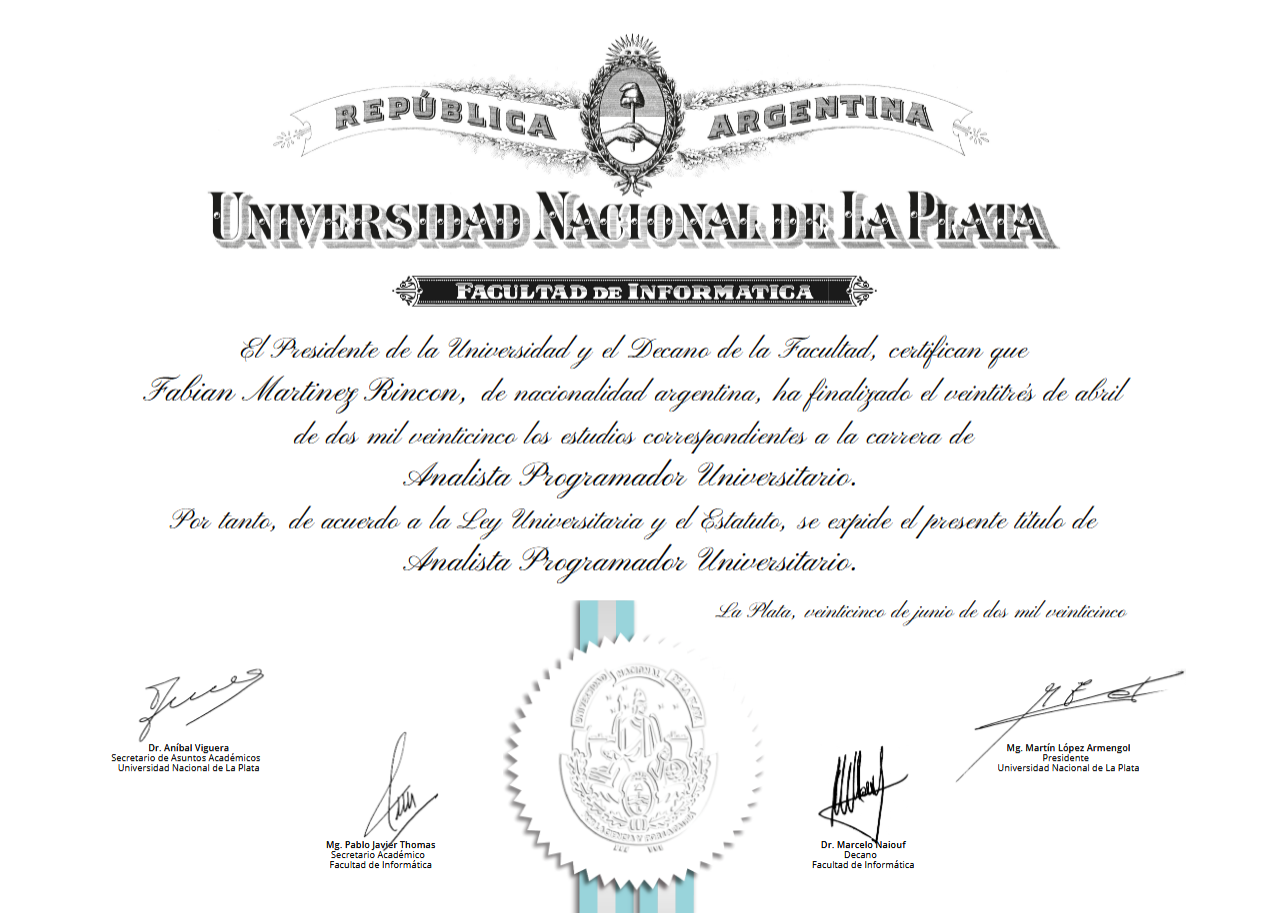 REPÚBLICA ARGENTINA
UNIVERSIDAD NACIONAL DE LA PLATA
FACULTAD DE INFORMATICA
El Presidente de la Universidad y el Decano de la Facultad, certifican que
Fabian Martinez Rincon, de nacionalidad argentina, ha finalizado el veintitrés de abril
de dos mil veinticinco los estudios correspondientes a la carrera de
Analista Programador Universitario.
Por tanto, de acuerdo a la Ley Universitaria y el Estatuto, se expide el presente título de
Analista Programador Universitario.
La Plata, veinticinco de junio de dos mil veinticinco
UNIVERSIDAD NACIONAL DE LA PLATA
Dr. Aníbal Viguera
Secretario de Asuntos Académicos
Universidad Nacional de La Plata
Mg. Martín López Armengol
Presidente
Universidad Nacional de La Plata
Mg. Pablo Javier Thomas
Secretario Académico
Facultad de Informática
Dr. Marcelo Naiouf
Decano
Facultad de Informática